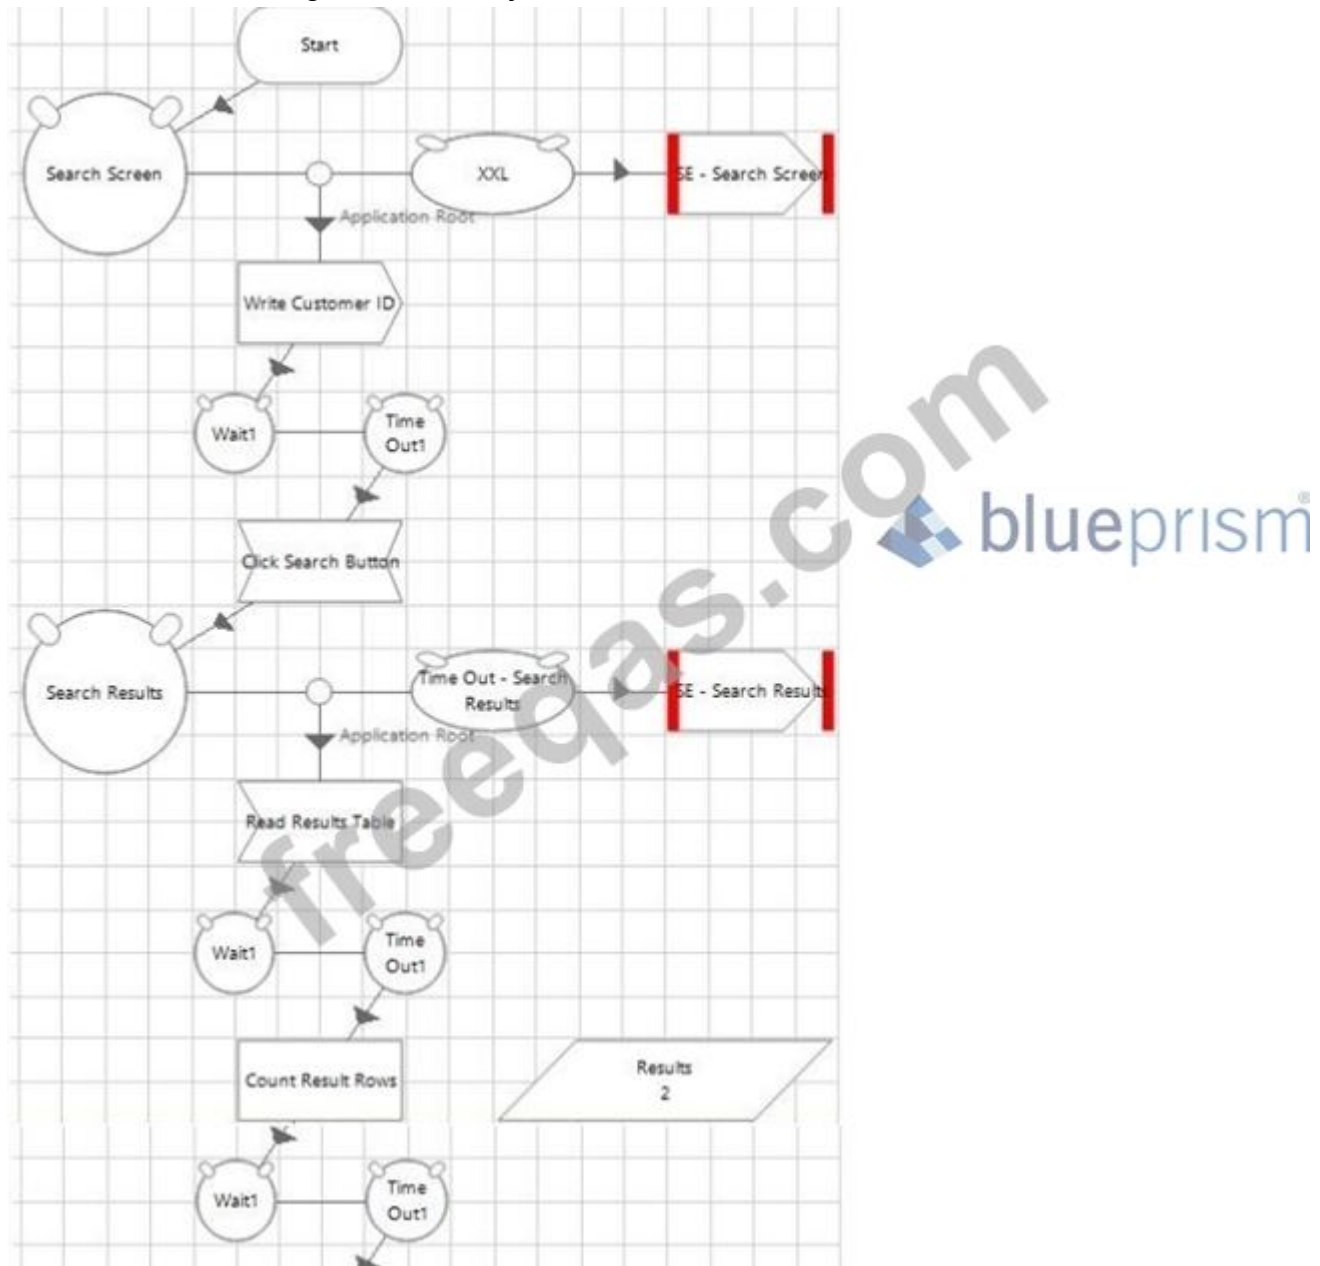 Start
Search Screen
XXL
SE - Search Screen
Application Root
Write Customer ID
Wait1
Time
Out1
Click Search Button
blueprism®
Search Results
Time Out - Search
Results
SE - Search Results
Application Root
Read Results Table
freeqas.com
Wait1
Time
Out1
Count Result Rows
Results
2
Wait1
Time
Out1